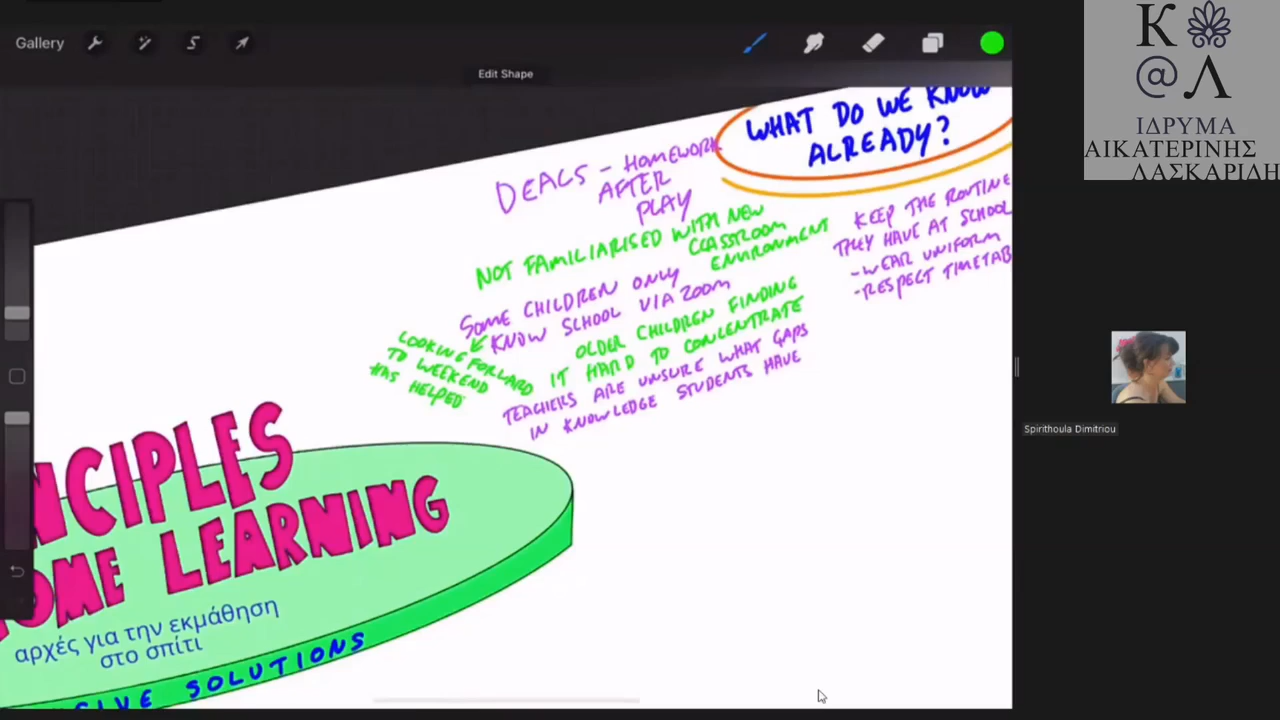 Gallery
Edit Shape
WHAT DO WE KNOW
ALREADY?
DEALS - HOMEWORK
AFTER
PLAY
NOT FAMILIARISED WITH NEW
CLASSROOM
ENVIRONMENT
KEEP THE ROUTINE
THEY HAVE AT SCHOOL
-WEAR UNIFORM
-RESPECT TIMETAB
SOME CHILDREN ONLY
KNOW SCHOOL VIA ZOOM
LOOKING FORWARD
TO WEEKEND
HAS HELPED
OLDER CHILDREN FINDING
IT HARD TO CONCENTRATE
TEACHERS ARE UNSURE WHAT GAPS
IN KNOWLEDGE STUDENTS HAVE
NCIPLES
OME LEARNING
αρχές για την εκμάθηση
στο σπίτι
SIVE SOLUTIONS
Κ
@Λ
ΙΔΡΥΜΑ
ΑΙΚΑΤΕΡΙΝΗΣ
ΛΑΣΚΑΡΙΔΗ
Spirithoula Dimitriou